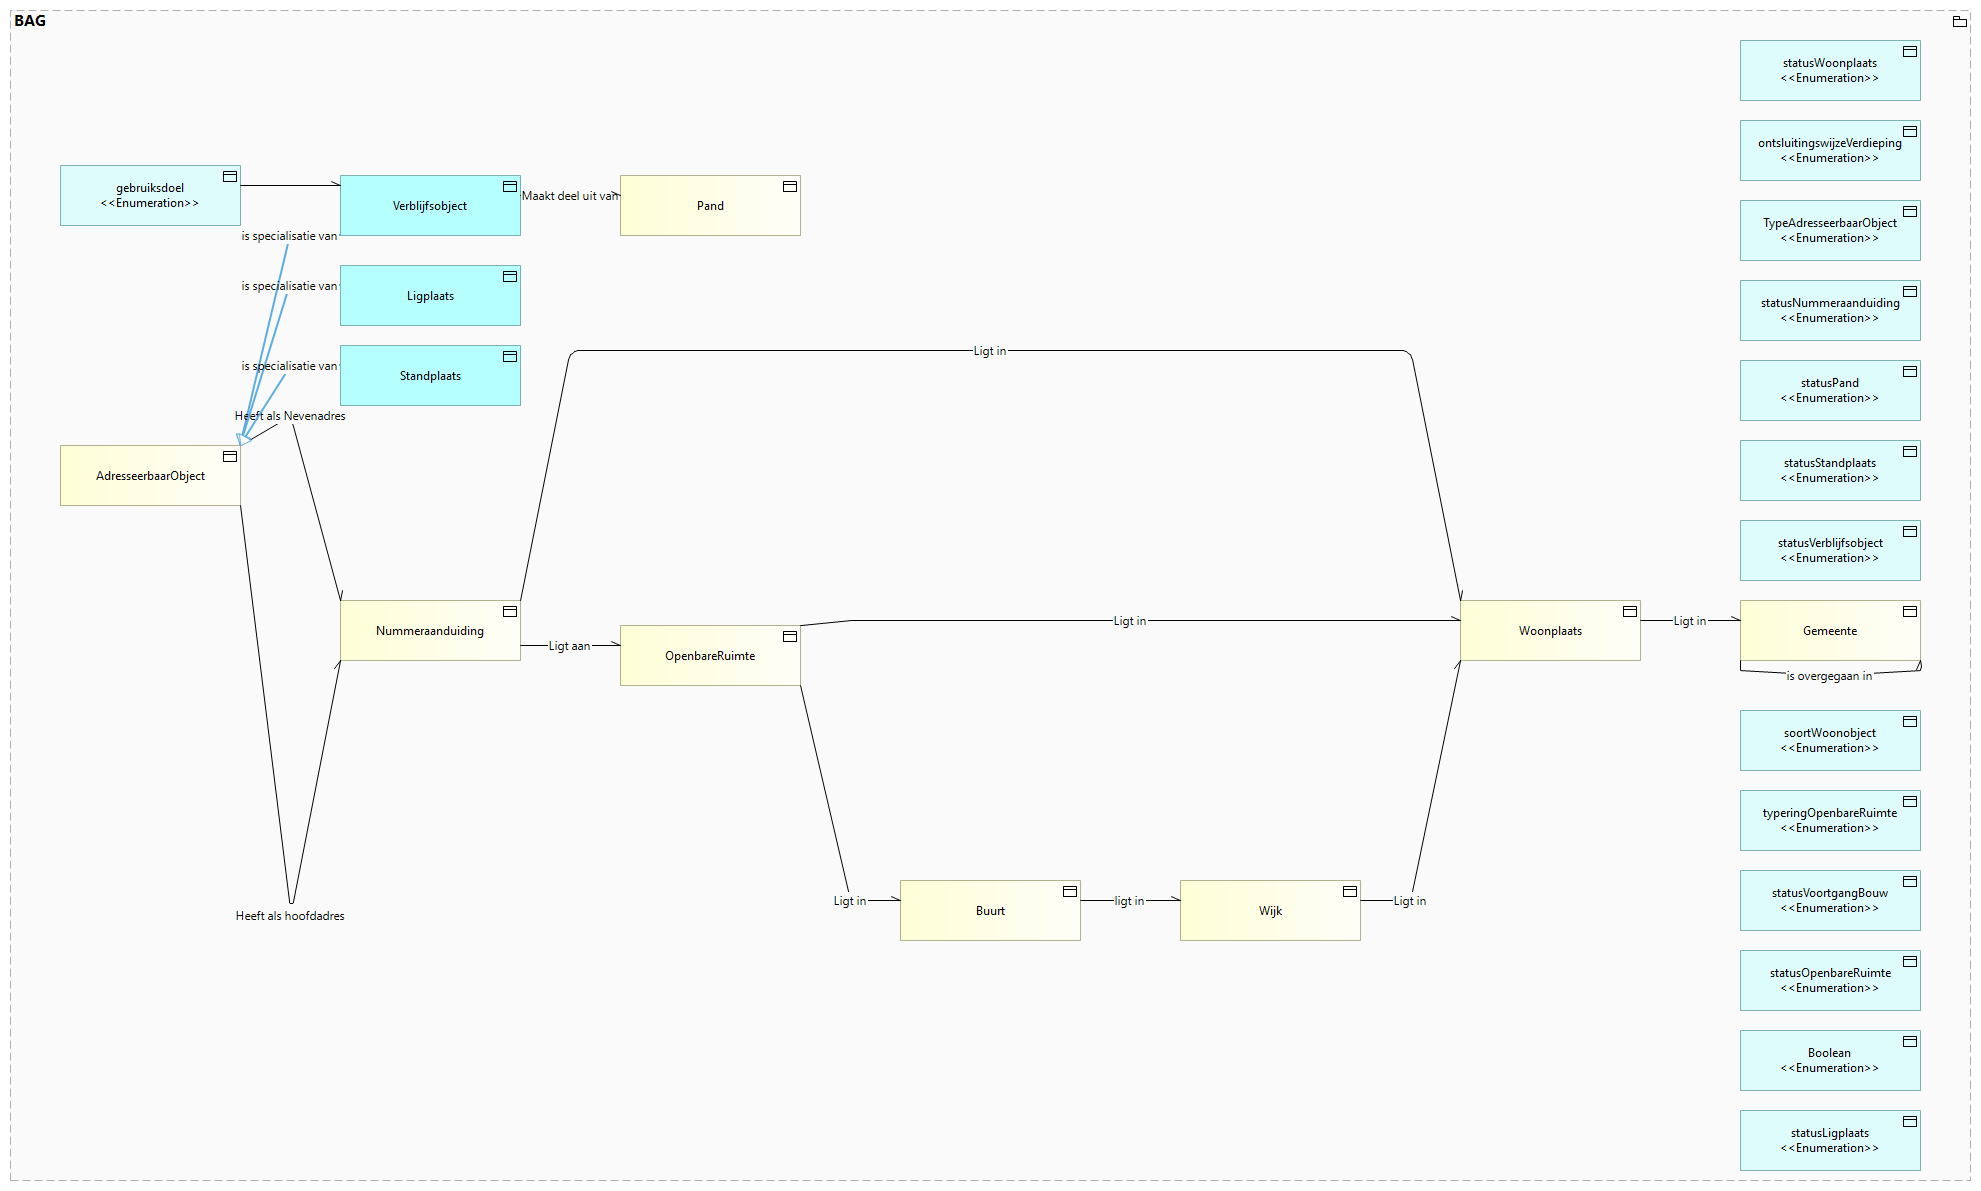 BAG
statusWoonplaats
<<Enumeration>>
ontsluitingswijzeVerdieping
<<Enumeration>>
gebruiksdoel
<<Enumeration>>
Verblijfsobject
Maakt deel uit van
Pand
TypeAdresseerbaarObject
<<Enumeration>>
is specialisatie van
is specialisatie van
Ligplaats
statusNummeraanduiding
<<Enumeration>>
is specialisatie van
Standplaats
Ligt in
statusPand
<<Enumeration>>
Heeft als Nevenadres
AdresseerbaarObject
statusStandplaats
<<Enumeration>>
statusVerblijfsobject
<<Enumeration>>
Nummeraanduiding
Ligt aan
OpenbareRuimte
Ligt in
Woonplaats
Ligt in
Gemeente
is overgegaan in
soortWoonobject
<<Enumeration>>
typeringOpenbareRuimte
<<Enumeration>>
Heeft als hoofdadres
Ligt in
Buurt
ligt in
Wijk
Ligt in
statusVoortgangBouw
<<Enumeration>>
statusOpenbareRuimte
<<Enumeration>>
Boolean
<<Enumeration>>
statusLigplaats
<<Enumeration>>